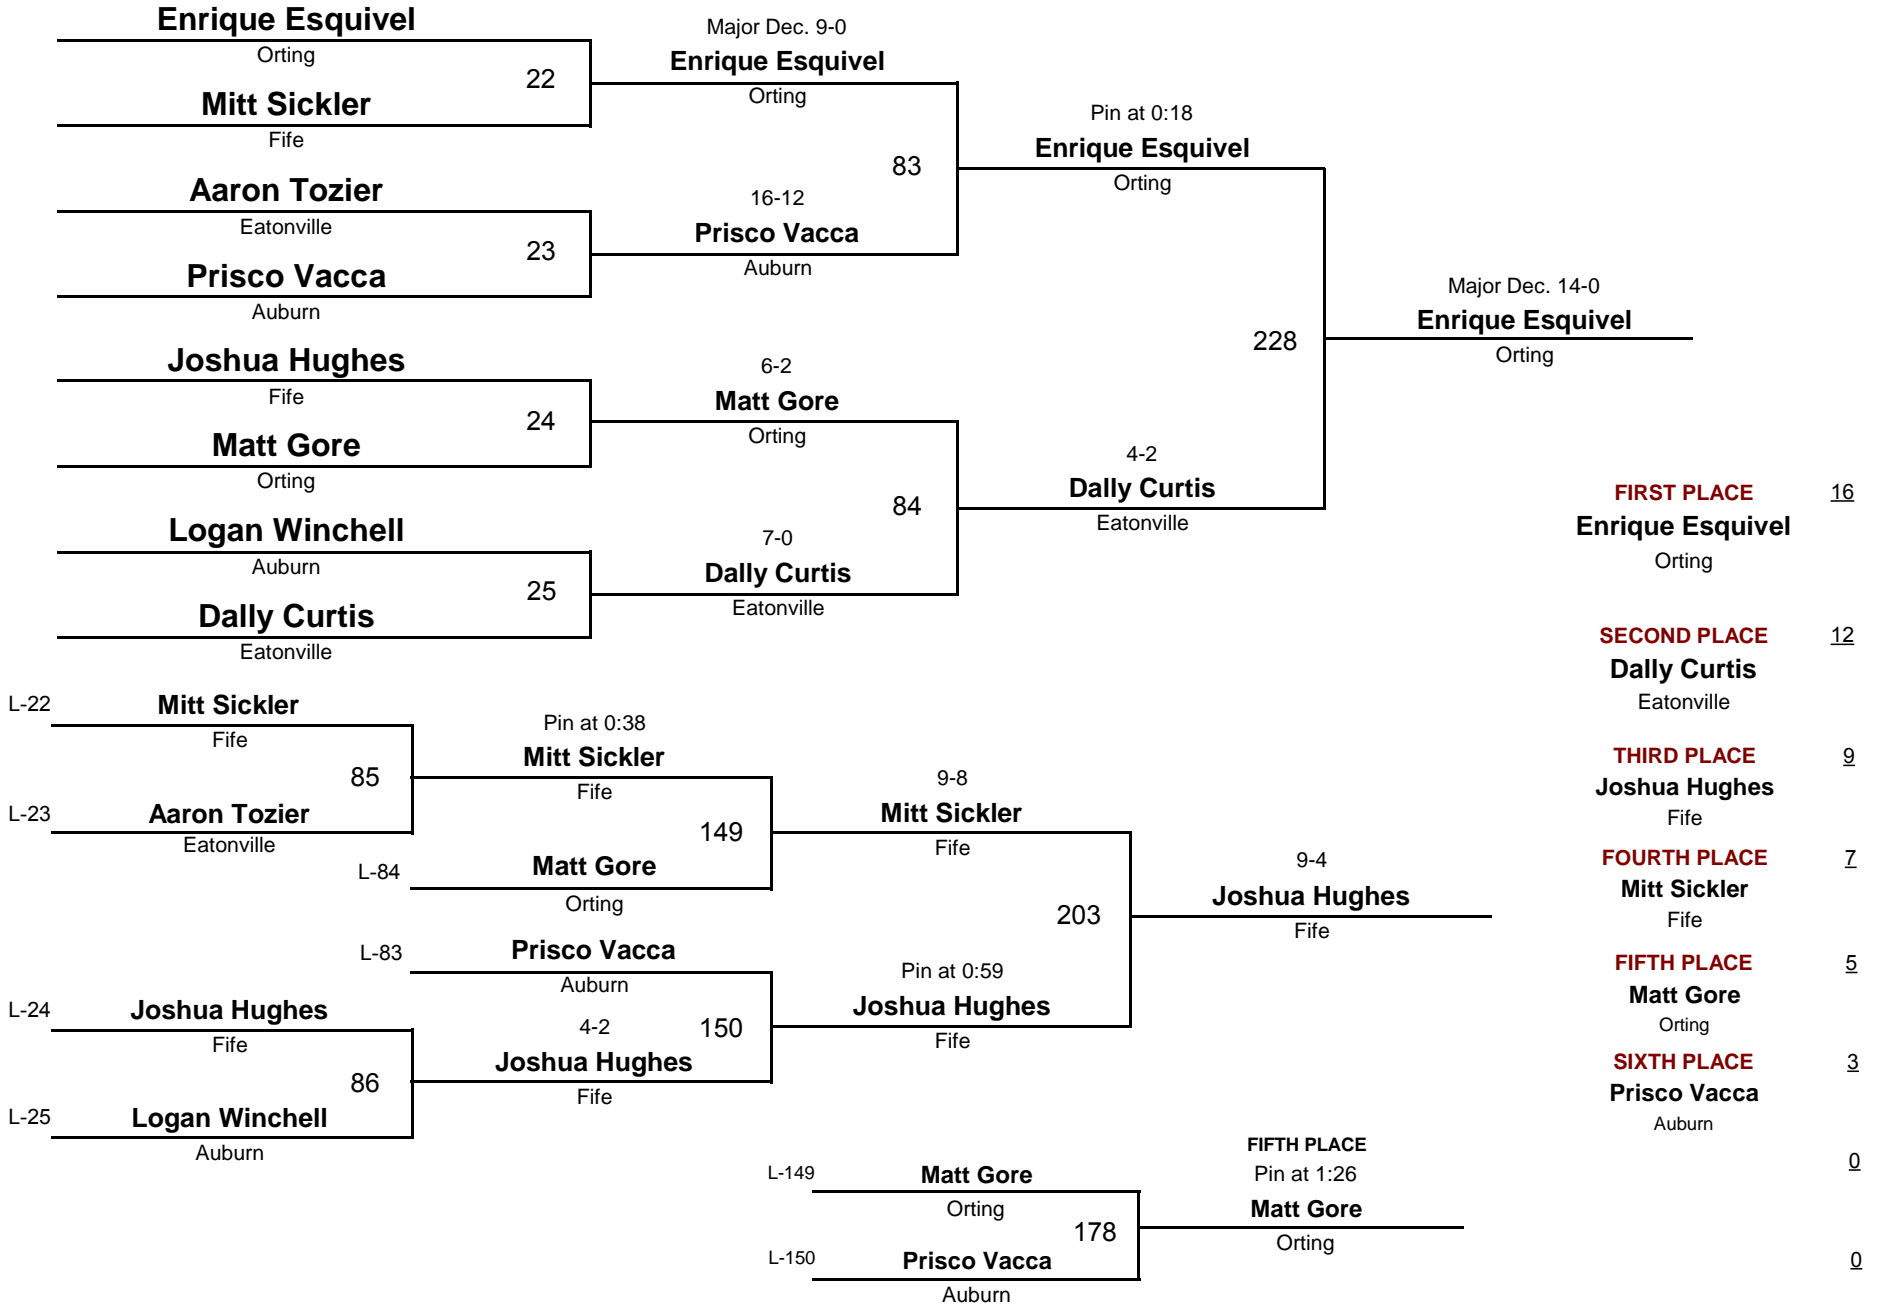 Enrique Esquivel
Orting
22
Mitt Sickler
Fife
Aaron Tozier
Eatonville
23
Prisco Vacca
Auburn
Joshua Hughes
Fife
24
Matt Gore
Orting
Logan Winchell
Auburn
25
Dally Curtis
Eatonville
Major Dec. 9-0
Enrique Esquivel
Orting
83
16-12
Prisco Vacca
Auburn
6-2
Matt Gore
Orting
84
7-0
Dally Curtis
Eatonville
Pin at 0:18
Enrique Esquivel
Orting
228
4-2
Dally Curtis
Eatonville
Major Dec. 14-0
Enrique Esquivel
Orting
L-22 Mitt Sickler
Fife
85
L-23 Aaron Tozier
Eatonville
Pin at 0:38
Mitt Sickler
Fife
149
L-84 Matt Gore
Orting
L-83 Prisco Vacca
Auburn
L-24 Joshua Hughes
Fife
86
L-25 Logan Winchell
Auburn
4-2
150
Joshua Hughes
Fife
9-8
Mitt Sickler
Fife
203
Pin at 0:59
Joshua Hughes
Fife
9-4
Joshua Hughes
Fife
L-149 Matt Gore
Orting
178
L-150 Prisco Vacca
Auburn
FIFTH PLACE
Pin at 1:26
Matt Gore
Orting
FIRST PLACE 16
Enrique Esquivel
Orting
SECOND PLACE 12
Dally Curtis
Eatonville
THIRD PLACE 9
Joshua Hughes
Fife
FOURTH PLACE 7
Mitt Sickler
Fife
FIFTH PLACE 5
Matt Gore
Orting
SIXTH PLACE 3
Prisco Vacca
Auburn
0
0